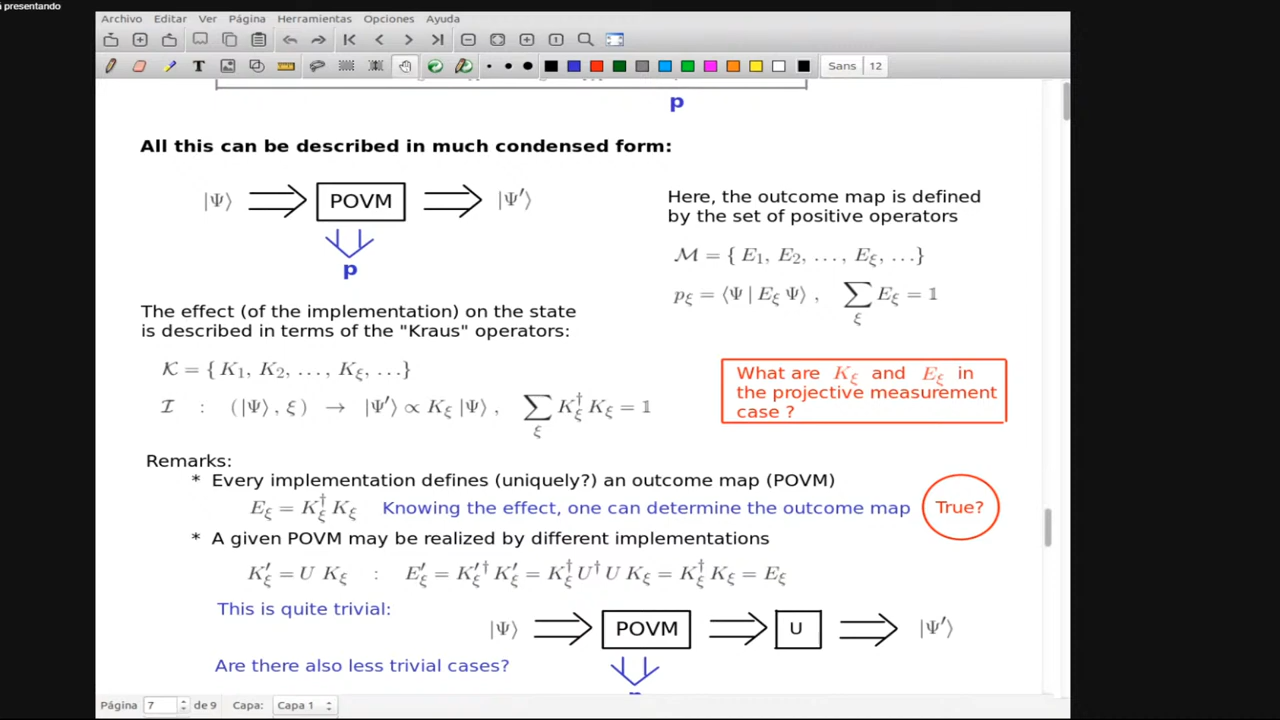 presentando
Archivo Editar Ver Página Herramientas Opciones Ayuda
T Sans 12
p
All this can be described in much condensed form:
|Ψ⟩ POVM |Ψ′⟩
p
Here, the outcome map is defined
by the set of positive operators
ℳ = { E₁, E₂, . . . , E_ξ, . . .}
p_ξ = ⟨Ψ | E_ξ Ψ⟩ , ∑_ξ E_ξ = 𝟙
The effect (of the implementation) on the state
is described in terms of the "Kraus" operators:
𝒦 = { K₁, K₂, . . . , K_ξ, . . .}
ℐ : ( |Ψ⟩ , ξ ) → |Ψ′⟩ ∝ K_ξ |Ψ⟩ , ∑_ξ K_ξ† K_ξ = 𝟙
What are K_ξ and E_ξ in
the projective measurement
case ?
Remarks:
* Every implementation defines (uniquely?) an outcome map (POVM)
E_ξ = K_ξ† K_ξ Knowing the effect, one can determine the outcome map
True?
* A given POVM may be realized by different implementations
K′_ξ = U K_ξ : E′_ξ = K′_ξ† K′_ξ = K_ξ† U† U K_ξ = K_ξ† K_ξ = E_ξ
This is quite trivial:
|Ψ⟩ POVM U |Ψ′⟩
Are there also less trivial cases?
Página 7 de 9 Capa: Capa 1